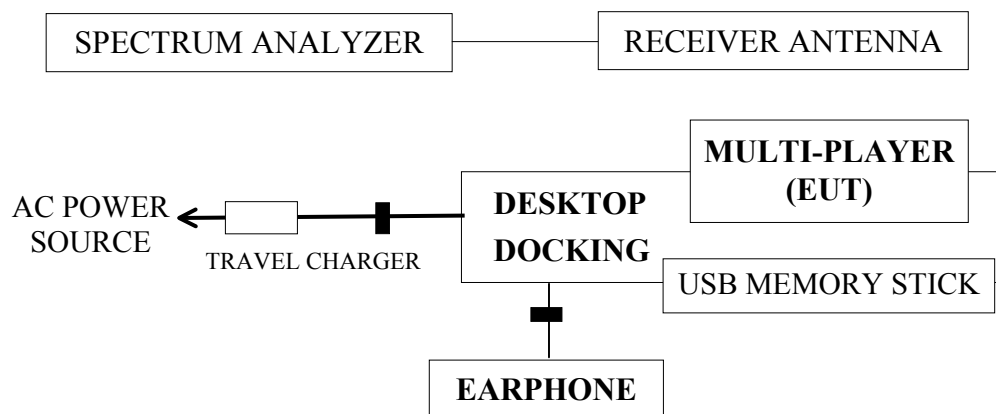 SPECTRUM ANALYZER
RECEIVER ANTENNA
MULTI-PLAYER
(EUT)
DESKTOP
DOCKING
AC POWER
SOURCE
TRAVEL CHARGER
USB MEMORY STICK
EARPHONE